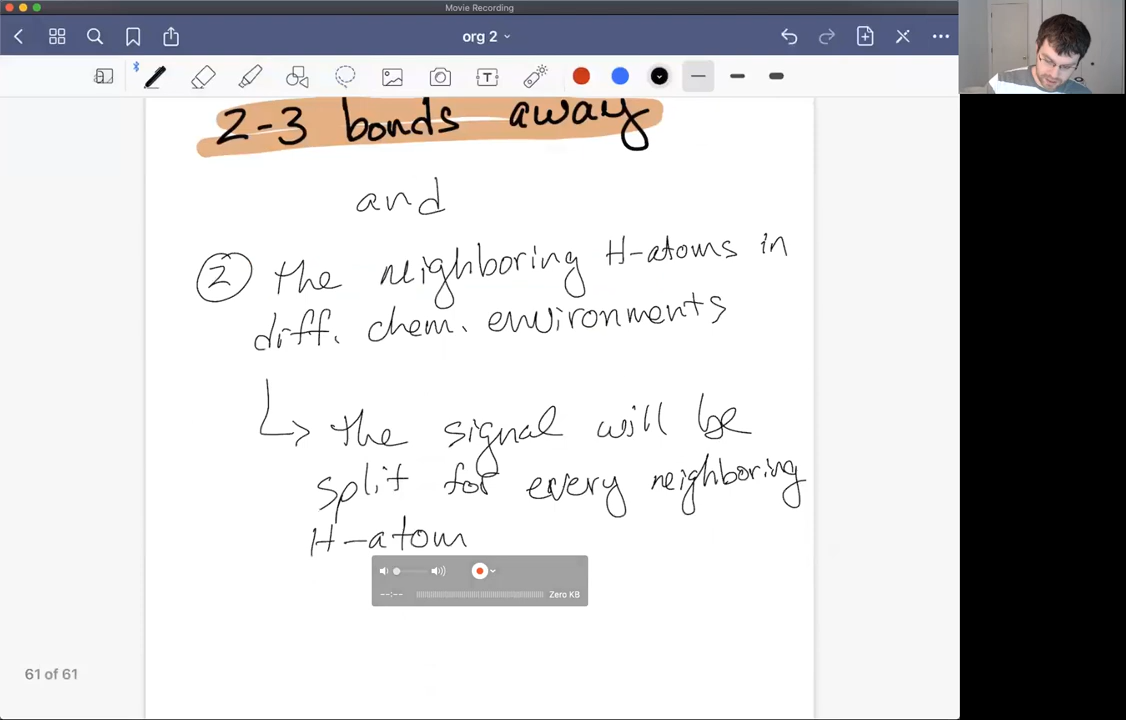 Movie Recording
org 2
2-3 bonds away
and
② the neighboring H-atoms in
diff. chem. environments
↳ the signal will be
split for every neighboring
H-atom
--:--
Zero KB
61 of 61